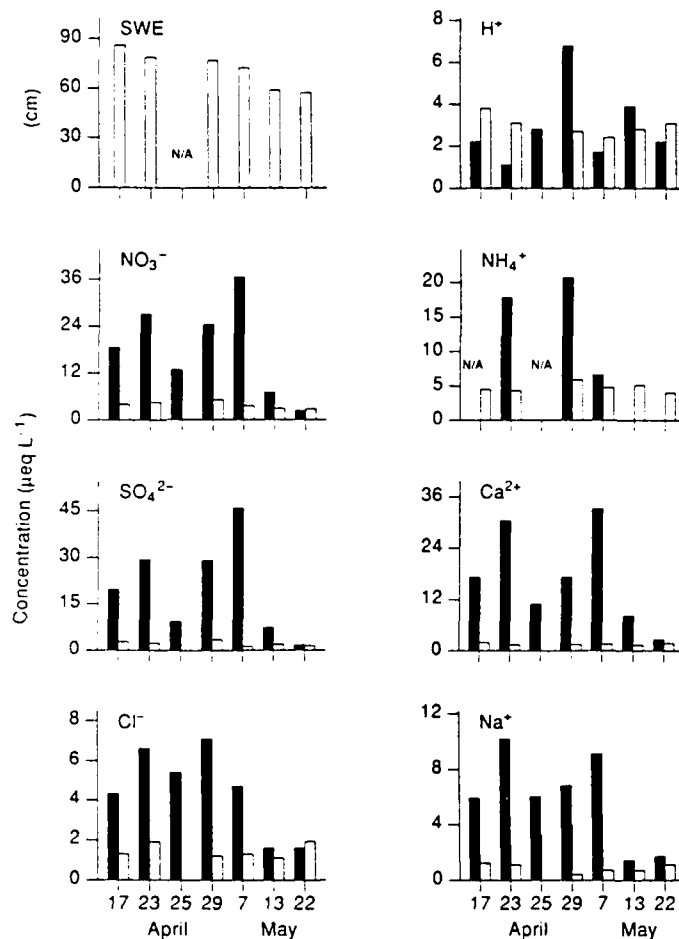 SWE
90
60
30
0
(cm)
N/A
H⁺
8
6
4
2
0
NO₃⁻
36
24
12
0
NH₄⁺
20
15
10
5
0
N/A
N/A
Concentration (µeq L⁻¹)
SO₄²⁻
45
30
15
0
Ca²⁺
36
24
12
0
Cl⁻
8
6
4
2
0
17 23 25 29 7 13 22
April May
Na⁺
12
8
4
0
17 23 25 29 7 13 22
April May